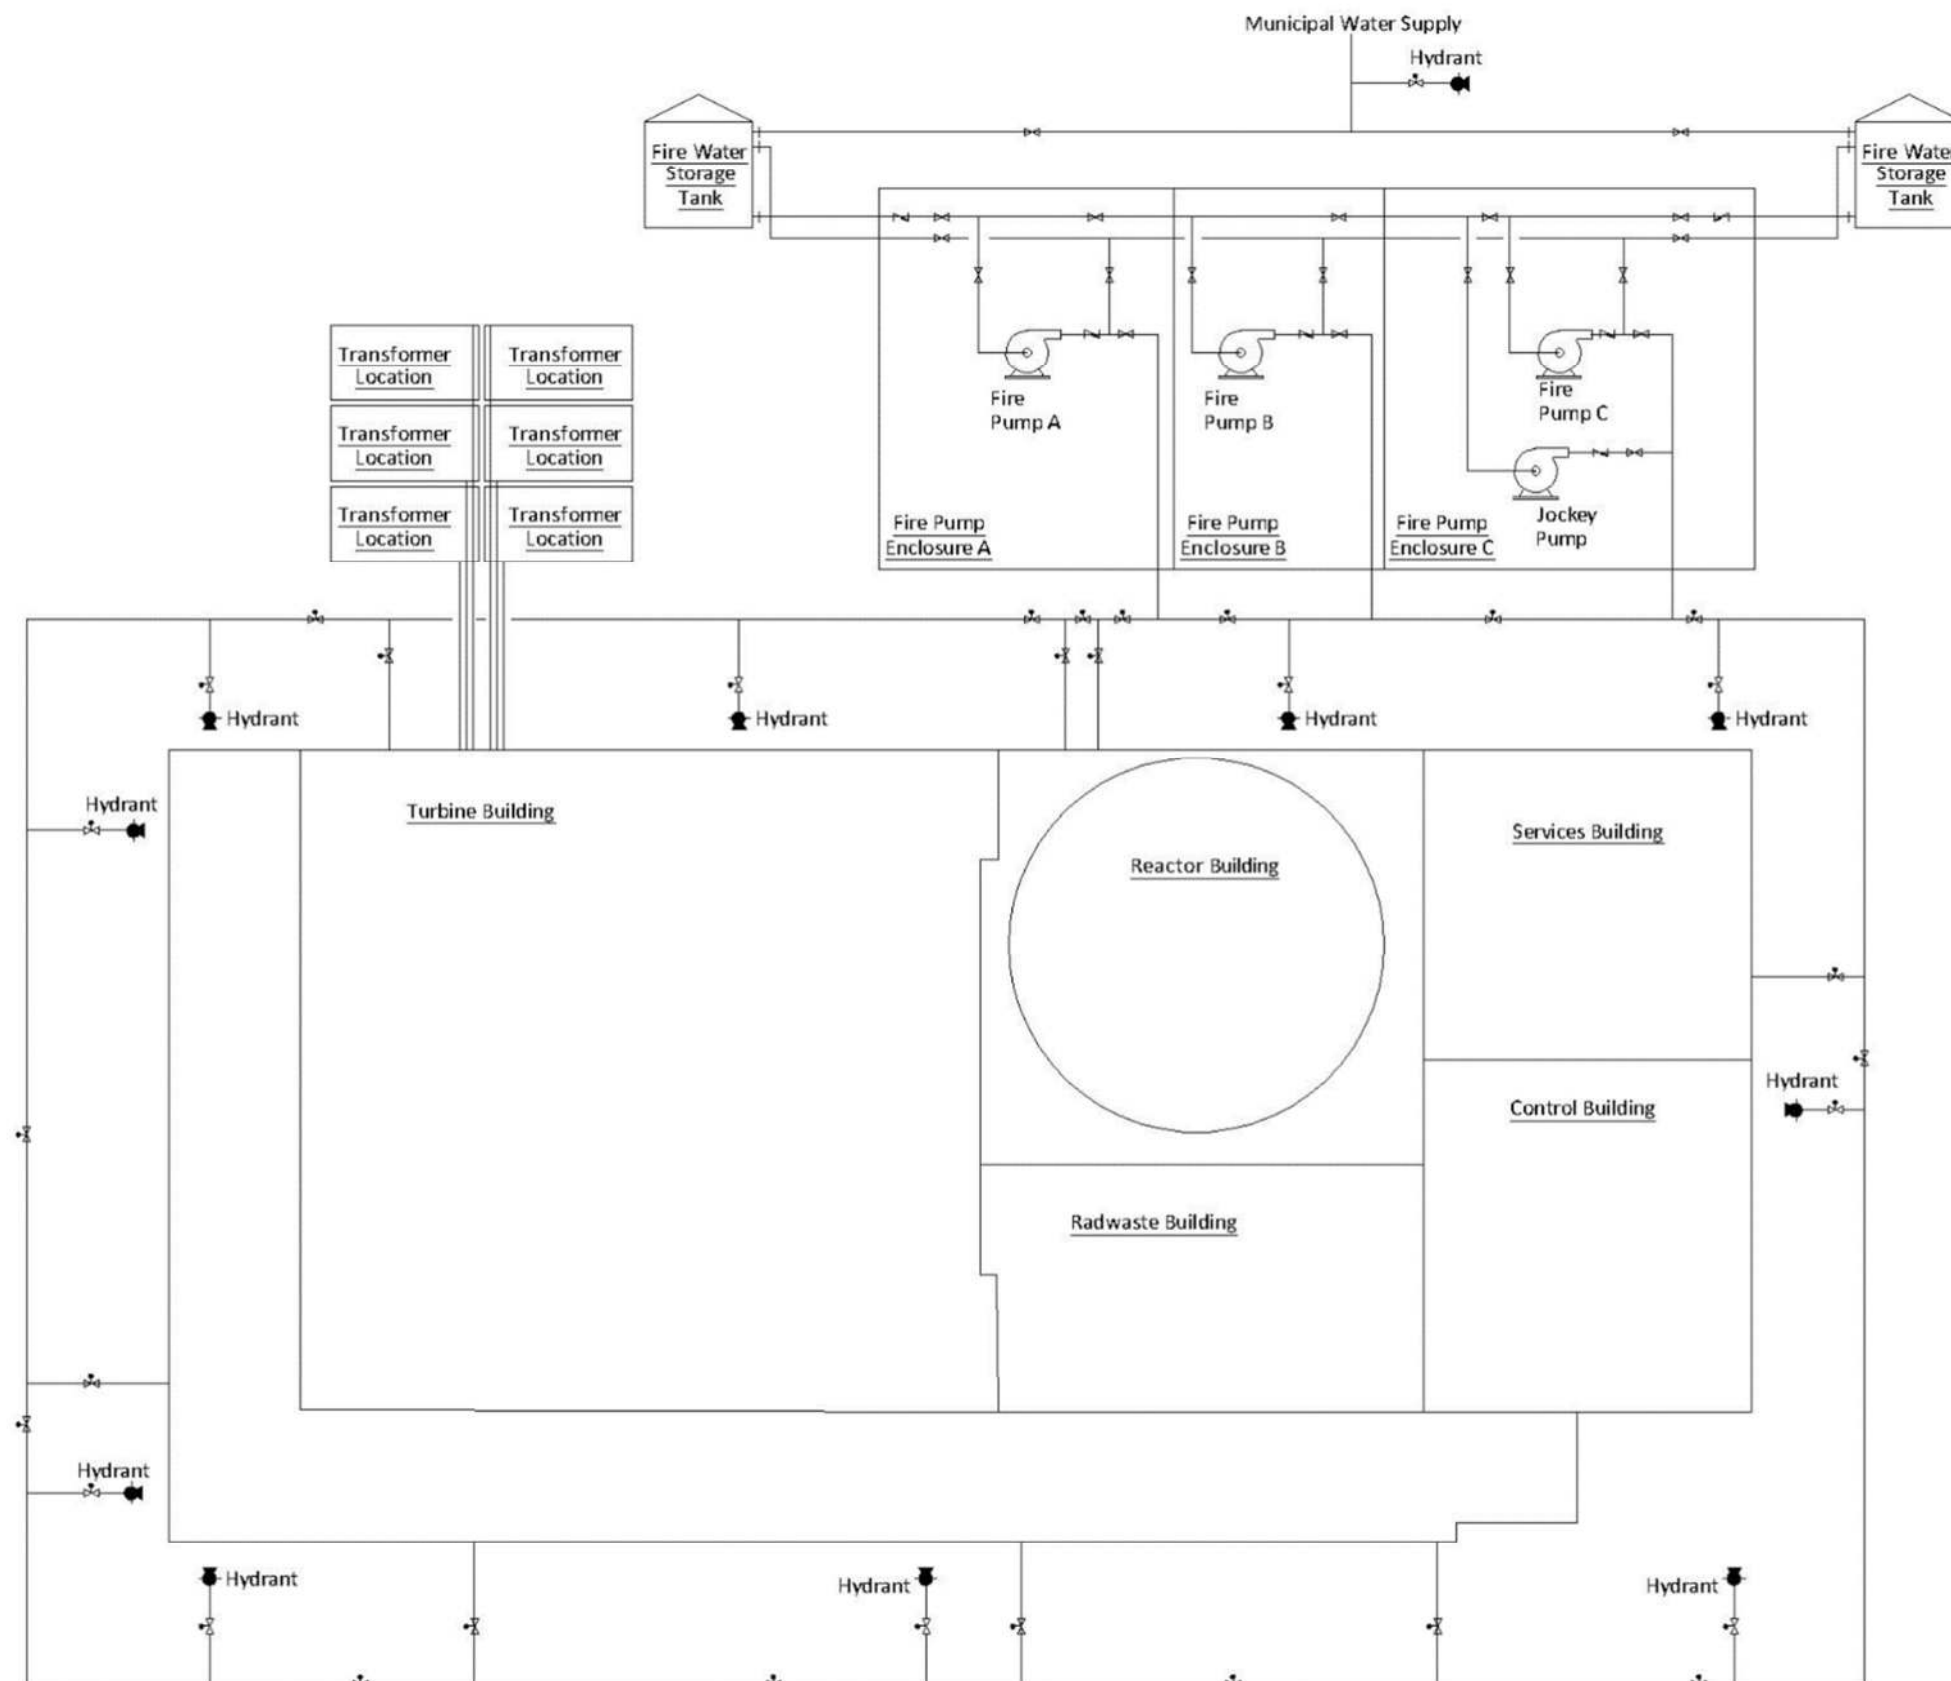 Municipal Water Supply
Hydrant
Fire Water
Storage
Tank
Fire Water
Storage
Tank
Transformer
Location
Transformer
Location
Transformer
Location
Transformer
Location
Transformer
Location
Transformer
Location
Fire
Pump A
Fire
Pump B
Fire
Pump C
Jockey
Pump
Fire Pump
Enclosure A
Fire Pump
Enclosure B
Fire Pump
Enclosure C
Hydrant
Hydrant
Hydrant
Hydrant
Hydrant
Turbine Building
Reactor Building
Services Building
Hydrant
Control Building
Radwaste Building
Hydrant
Hydrant
Hydrant
Hydrant